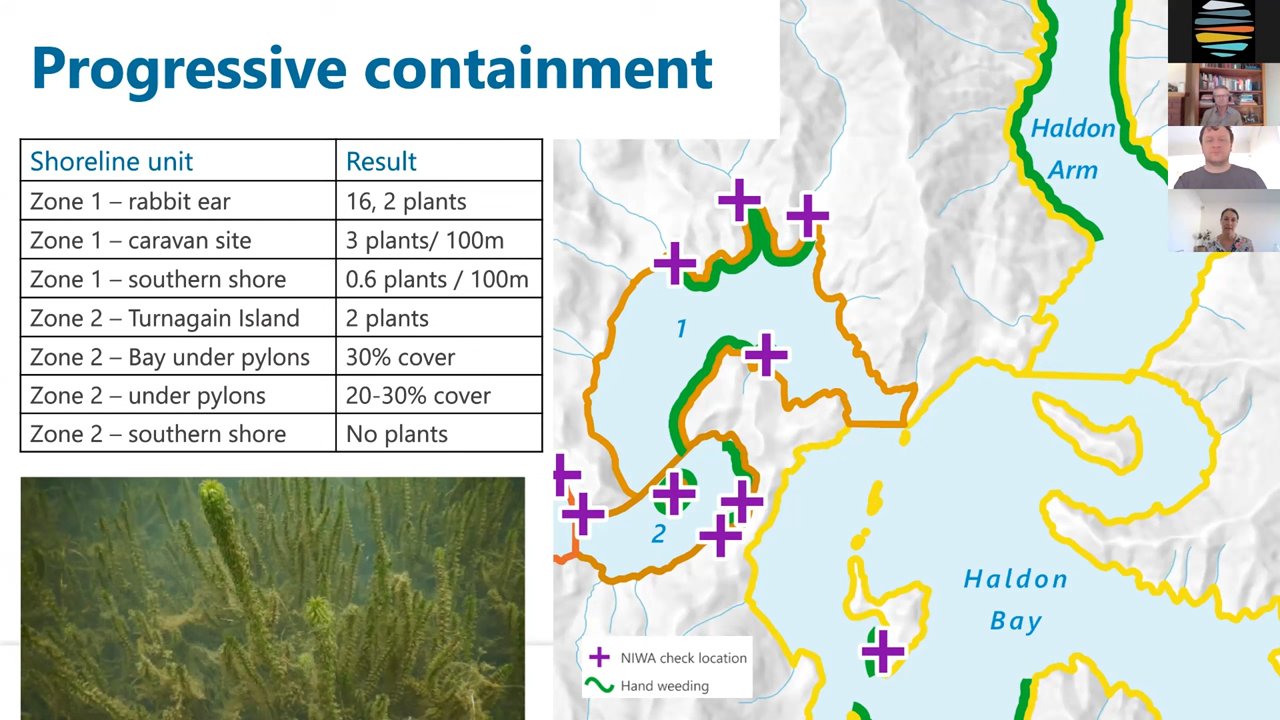 Progressive containment
Shoreline unit Result
Zone 1 – rabbit ear 16, 2 plants
Zone 1 – caravan site 3 plants/ 100m
Zone 1 – southern shore 0.6 plants / 100m
Zone 2 – Turnagain Island 2 plants
Zone 2 – Bay under pylons 30% cover
Zone 2 – under pylons 20-30% cover
Zone 2 – southern shore No plants
Haldon
Arm
1
2
Haldon
Bay
NIWA check location
Hand weeding